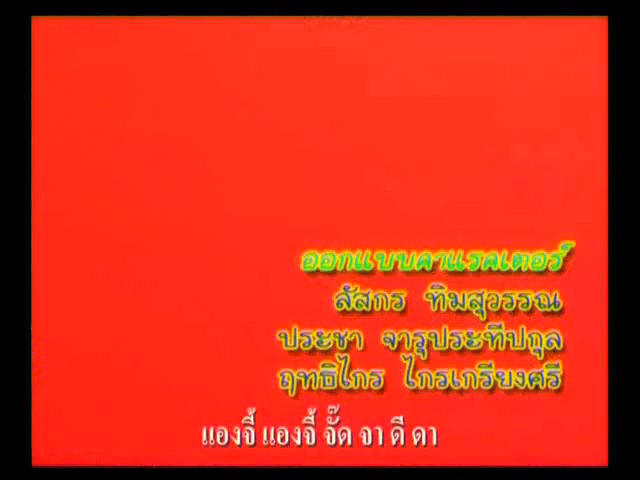 ออกแบบคาแรคเตอร์
ลัสกร ทิมสุวรรณ
ประชา จารุประทีปกุล
ฤทธิไกร ไกรเกรียงศรี
แองจี้ แองจี้ จั๊ด จา ดี ดา